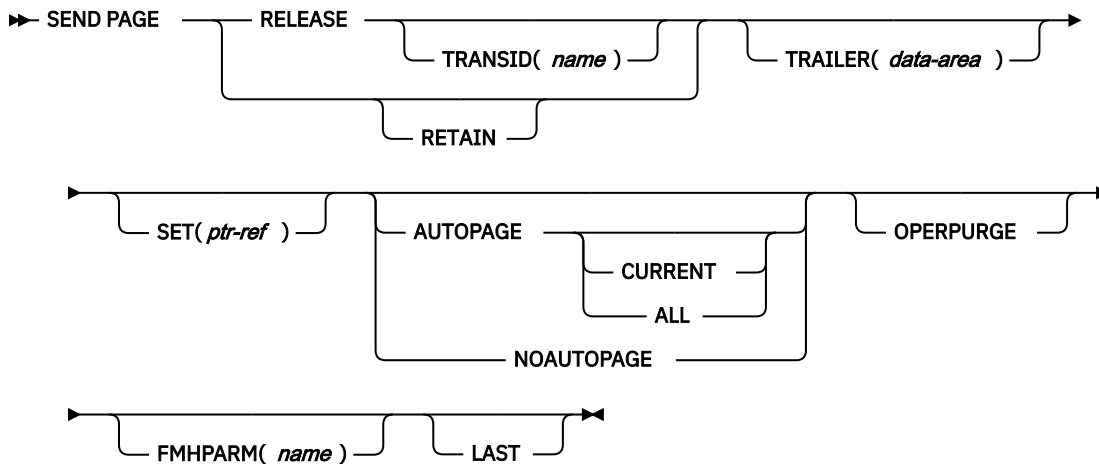 SEND PAGE RELEASE
TRANSID( name )
TRAILER( data-area )
RETAIN
SET( ptr-ref )
AUTOPAGE
CURRENT
ALL
OPERPURGE
NOAUTOPAGE
FMHPARM( name )
LAST